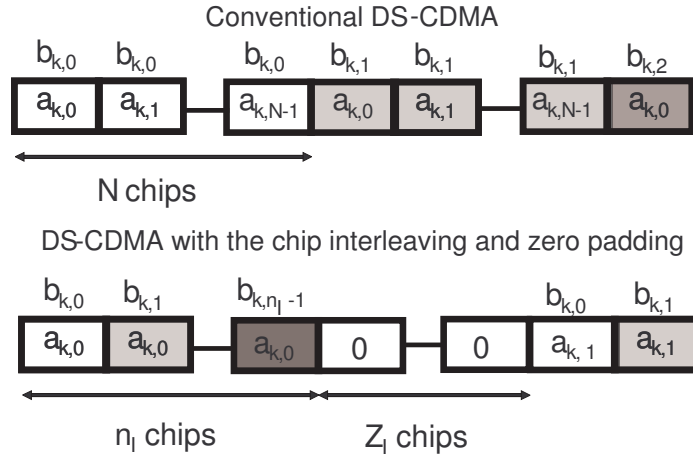 Conventional DS-CDMA
b_{k,0} b_{k,0} b_{k,0} b_{k,1} b_{k,1} b_{k,1} b_{k,2}
a_{k,0} a_{k,1} a_{k,N-1} a_{k,0} a_{k,1} a_{k,N-1} a_{k,0}
N chips
DS-CDMA with the chip interleaving and zero padding
b_{k,0} b_{k,1} b_{k,n_I -1} b_{k,0} b_{k,1}
a_{k,0} a_{k,0} a_{k,0} 0 0 a_{k, 1} a_{k,1}
n_I chips Z_I chips